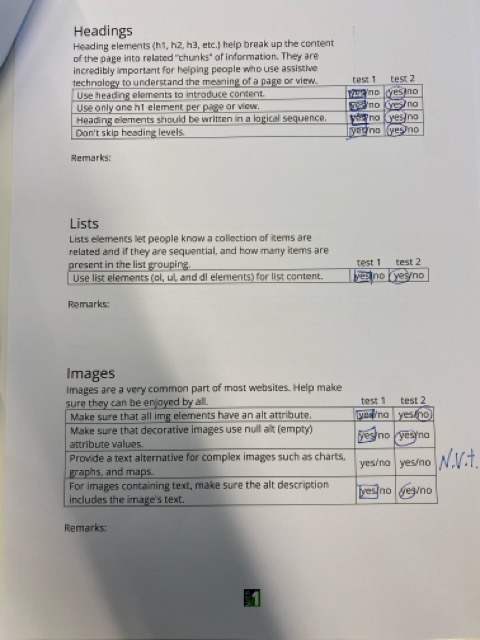 Headings
Heading elements (h1, h2, h3, etc.) help break up the content
of the page into related "chunks" of information. They are
incredibly important for helping people who use assistive
technology to understand the meaning of a page or view. test 1 test 2
Use heading elements to introduce content. yes/no yes/no
Use only one h1 element per page or view. yes/no yes/no
Heading elements should be written in a logical sequence. yes/no yes/no
Don't skip heading levels. yes/no yes/no
Remarks:
Lists
Lists elements let people know a collection of items are
related and if they are sequential, and how many items are
present in the list grouping. test 1 test 2
Use list elements (ol, ul, and dl elements) for list content. yes/no yes/no
Remarks:
Images
Images are a very common part of most websites. Help make
sure they can be enjoyed by all. test 1 test 2
Make sure that all img elements have an alt attribute. yes/no yes/no
Make sure that decorative images use null alt (empty)
attribute values. yes/no yes/no
Provide a text alternative for complex images such as charts,
graphs, and maps. yes/no yes/no N.v.t.
For images containing text, make sure the alt description
includes the image's text. yes/no yes/no
Remarks:
1